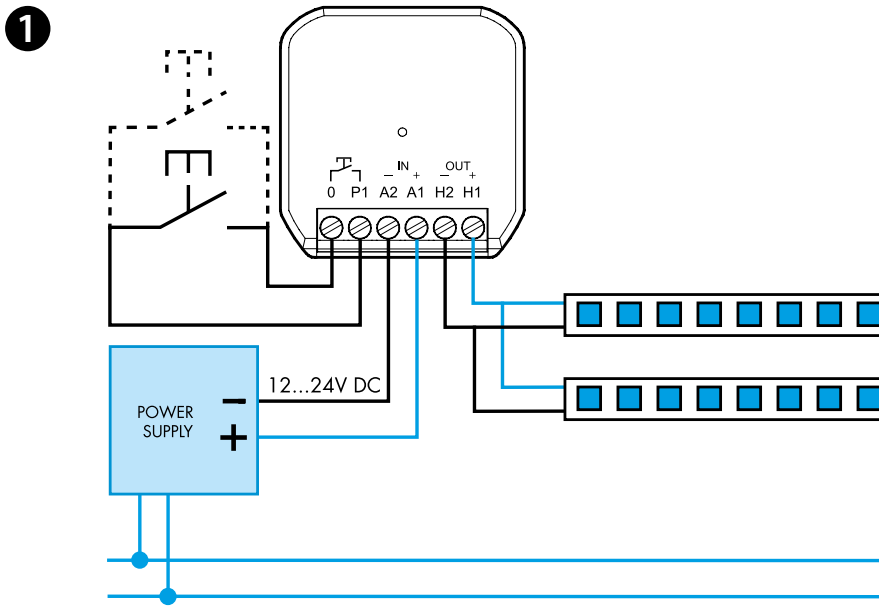 1
− IN + − OUT +
0 P1 A2 A1 H2 H1
12...24V DC
POWER
SUPPLY
−
+